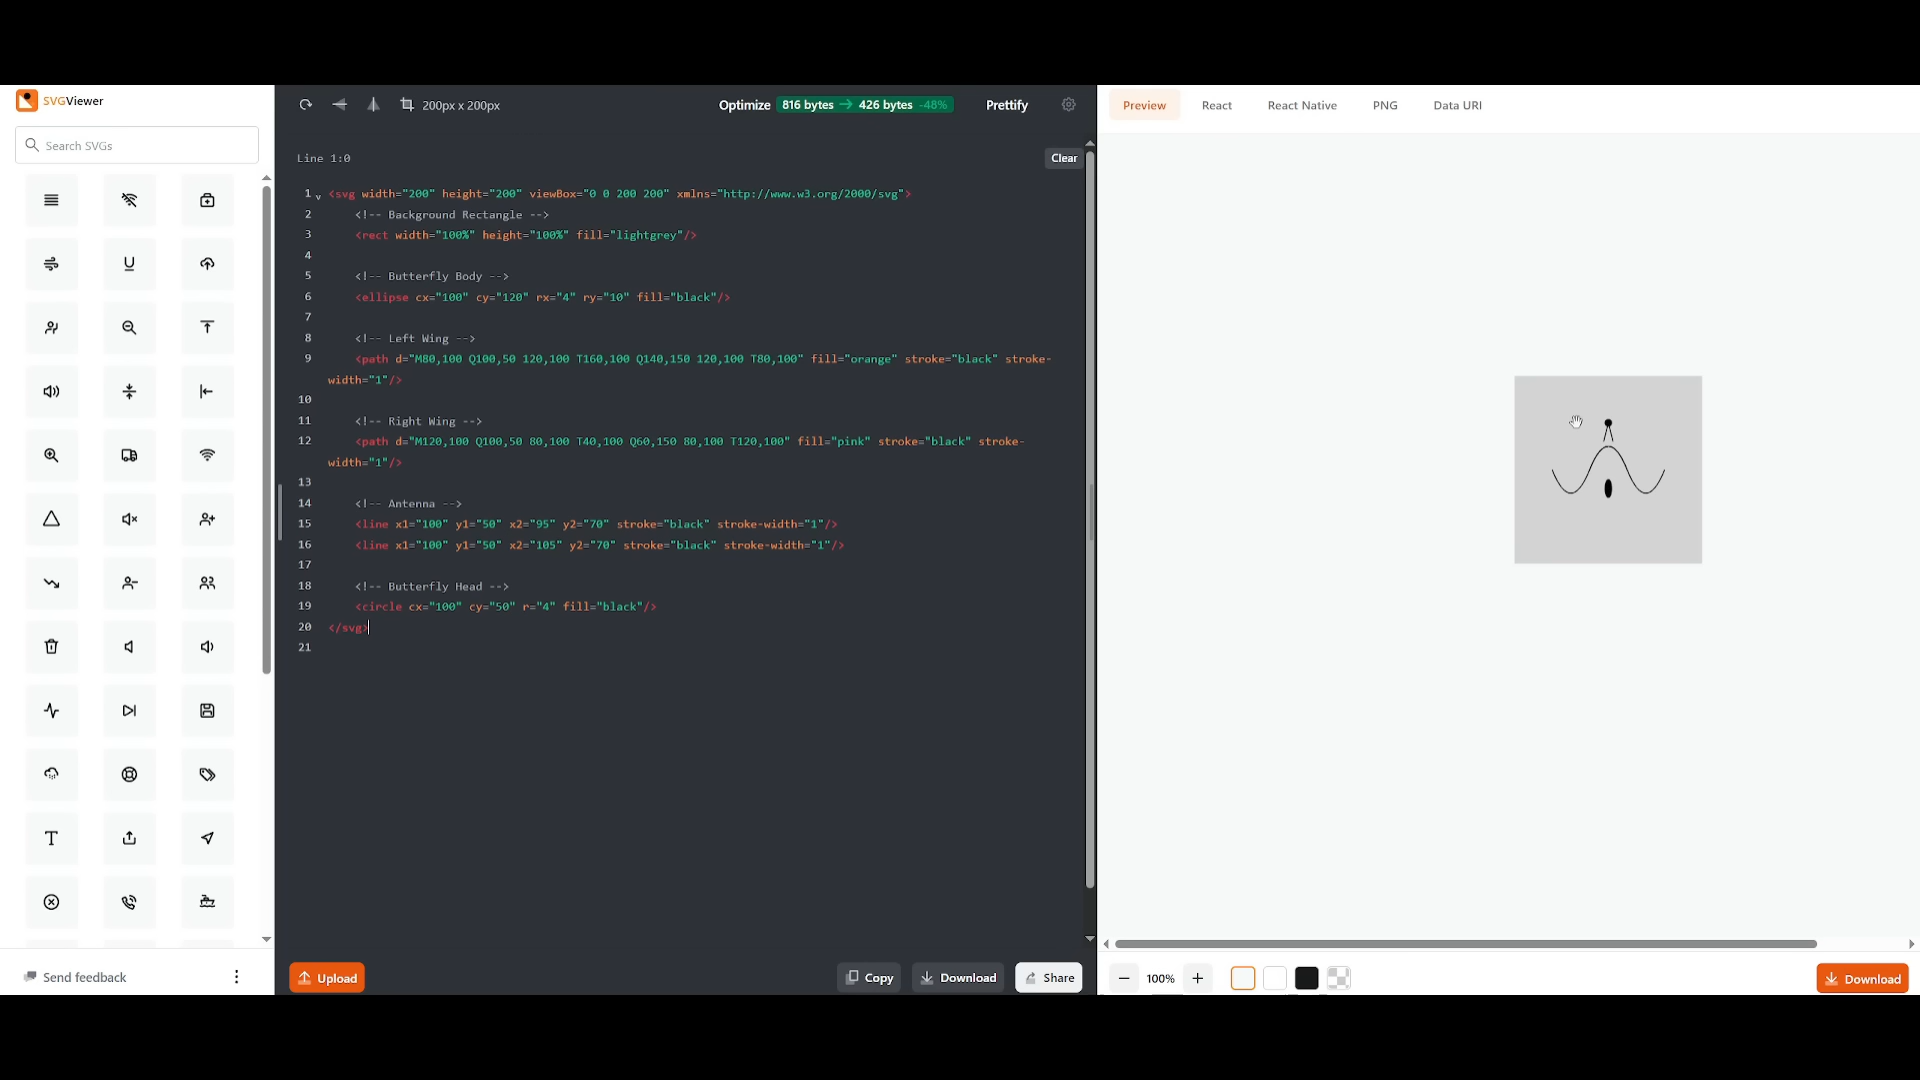 SVGViewer
Search SVGs
Send feedback
200px x 200px
Optimize 816 bytes → 426 bytes -48%
Prettify
Line 1:0
Clear
1 <svg width="200" height="200" viewBox="0 0 200 200" xmlns="http://www.w3.org/2000/svg">
2 <!-- Background Rectangle -->
3 <rect width="100%" height="100%" fill="lightgrey"/>
4
5 <!-- Butterfly Body -->
6 <ellipse cx="100" cy="120" rx="4" ry="10" fill="black"/>
7
8 <!-- Left Wing -->
9 <path d="M80,100 Q100,50 120,100 T160,100 Q140,150 120,100 T80,100" fill="orange" stroke="black" stroke-
width="1"/>
10
11 <!-- Right Wing -->
12 <path d="M120,100 Q100,50 80,100 T40,100 Q60,150 80,100 T120,100" fill="pink" stroke="black" stroke-
width="1"/>
13
14 <!-- Antenna -->
15 <line x1="100" y1="50" x2="95" y2="70" stroke="black" stroke-width="1"/>
16 <line x1="100" y1="50" x2="105" y2="70" stroke="black" stroke-width="1"/>
17
18 <!-- Butterfly Head -->
19 <circle cx="100" cy="50" r="4" fill="black"/>
20 </svg>
21
Upload
Copy
Download
Share
Preview
React
React Native
PNG
Data URI
100%
Download